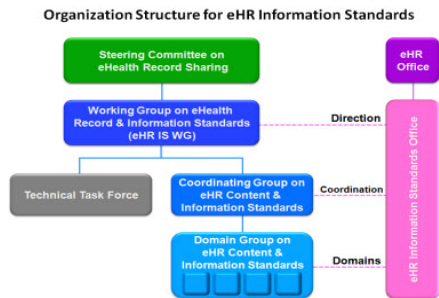 Organization Structure for eHR Information Standards
Steering Committee on
eHealth Record Sharing
eHR
Office
Working Group on eHealth
Record & Information Standards
(eHR IS WG)
Direction
Technical Task Force
Coordinating Group on
eHR Content &
Information Standards
Coordination
Domain Group on
eHR Content &
Information Standards
Domains
eHR Information Standards Office